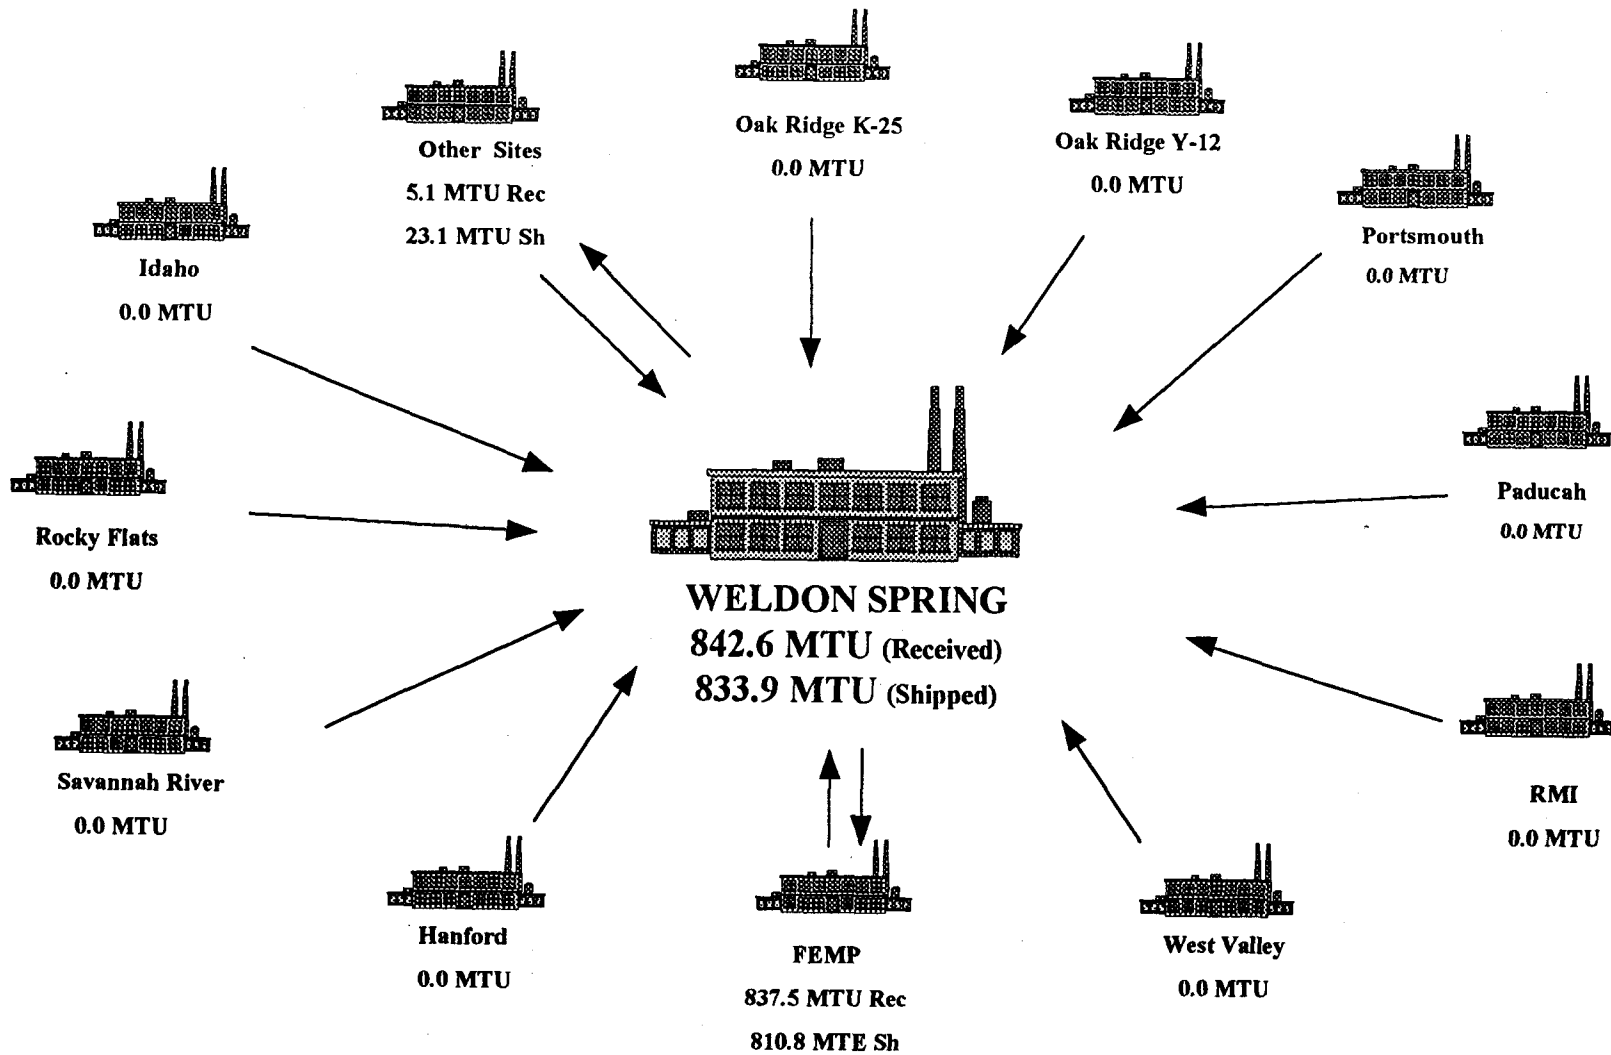 Oak Ridge K-25
0.0 MTU
Oak Ridge Y-12
0.0 MTU
Other Sites
5.1 MTU Rec
23.1 MTU Sh
Portsmouth
0.0 MTU
Idaho
0.0 MTU
Paducah
0.0 MTU
Rocky Flats
0.0 MTU
WELDON SPRING
842.6 MTU (Received)
833.9 MTU (Shipped)
Savannah River
0.0 MTU
RMI
0.0 MTU
Hanford
0.0 MTU
FEMP
837.5 MTU Rec
810.8 MTE Sh
West Valley
0.0 MTU